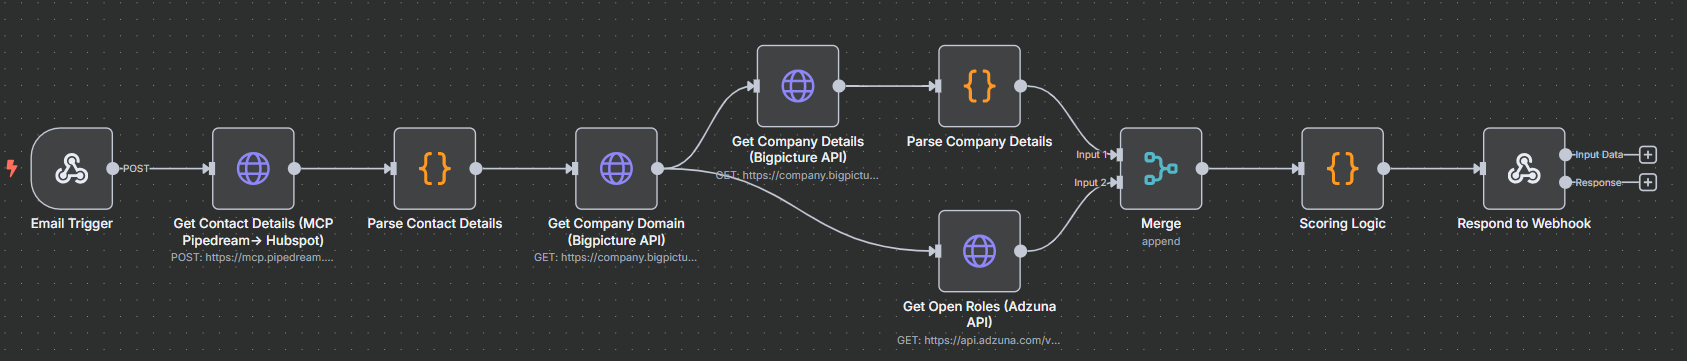 POST
Email Trigger
Get Contact Details (MCP
Pipedream→ Hubspot)
POST: https://mcp.pipedream....
Parse Contact Details
Get Company Domain
(Bigpicture API)
GET: https://company.bigpictu...
Get Company Details
(Bigpicture API)
GET: https://company.bigpictu...
Parse Company Details
Get Open Roles (Adzuna
API)
GET: https://api.adzuna.com/v...
Input 1
Input 2
Merge
append
{}
Scoring Logic
Respond to Webhook
Input Data
Response